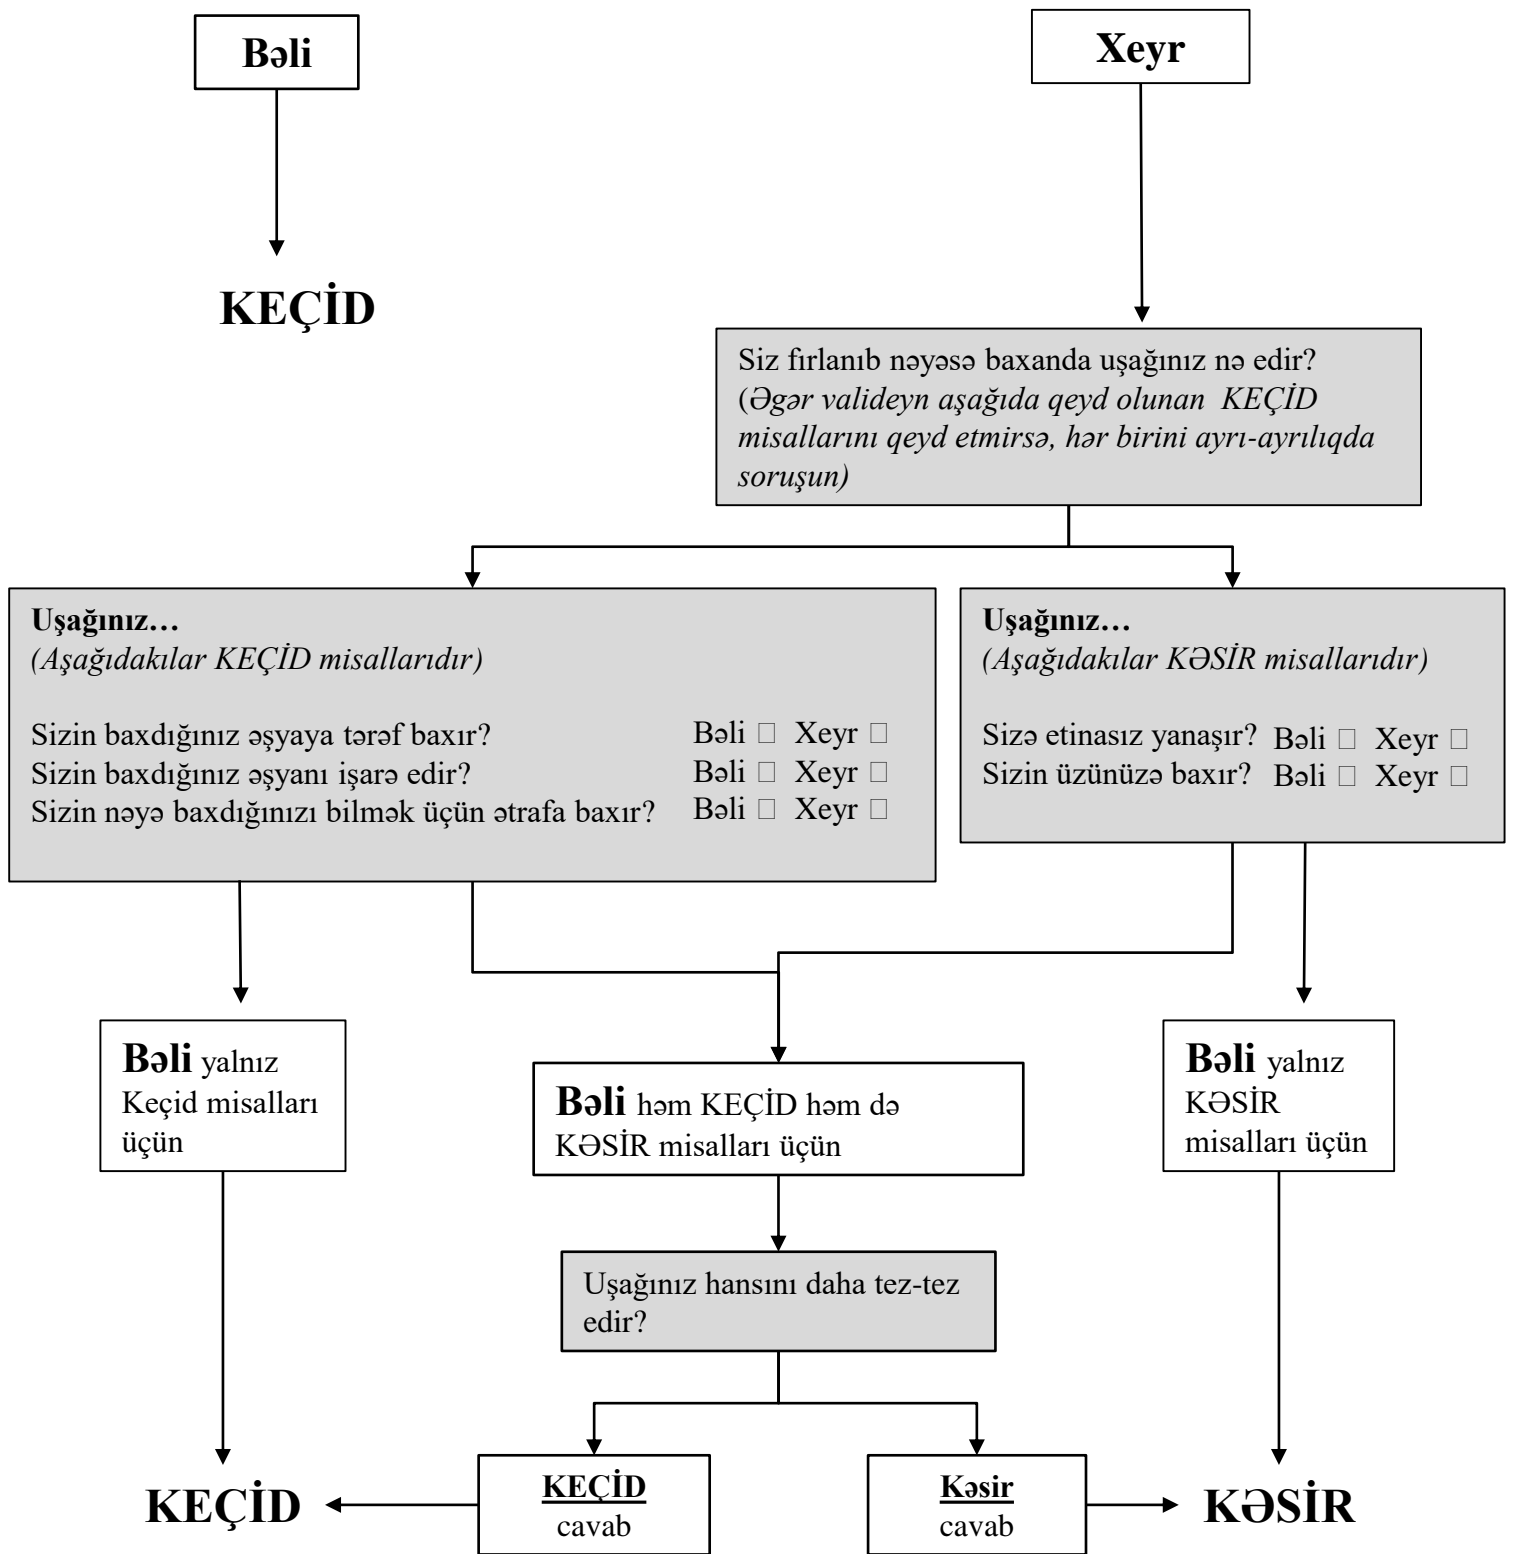 Bəli
Xeyr
KEÇİD
Siz fırlanıb nəyəsə baxanda uşağınız nə edir?
(Əgər valideyn aşağıda qeyd olunan KEÇİD
misallarını qeyd etmirsə, hər birini ayrı-ayrılıqda
soruşun)
Uşağınız…
(Aşağıdakılar KEÇİD misallarıdır)
Sizin baxdığınız əşyaya tərəf baxır? Bəli □ Xeyr □
Sizin baxdığınız əşyanı işarə edir? Bəli □ Xeyr □
Sizin nəyə baxdığınızı bilmək üçün ətrafa baxır? Bəli □ Xeyr □
Uşağınız…
(Aşağıdakılar KƏSİR misallarıdır)
Sizə etinasız yanaşır? Bəli □ Xeyr □
Sizin üzünüzə baxır? Bəli □ Xeyr □
Bəli yalnız
Keçid misalları
üçün
Bəli həm KEÇİD həm də
KƏSİR misalları üçün
Bəli yalnız
KƏSİR
misalları üçün
Uşağınız hansını daha tez-tez
edir?
KEÇİD
KEÇİD
cavab
Kəsir
cavab
KƏSİR